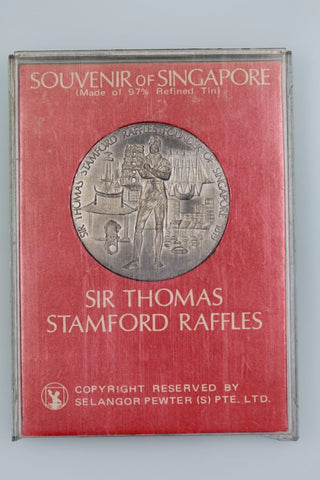 SOUVENIR OF SINGAPORE
(Made of 97% Refined Tin)
SIR THOMAS STAMFORD RAFFLES FOUNDER OF SINGAPORE 1819
SIR THOMAS
STAMFORD RAFFLES
COPYRIGHT RESERVED BY
SELANGOR PEWTER (S) PTE. LTD.